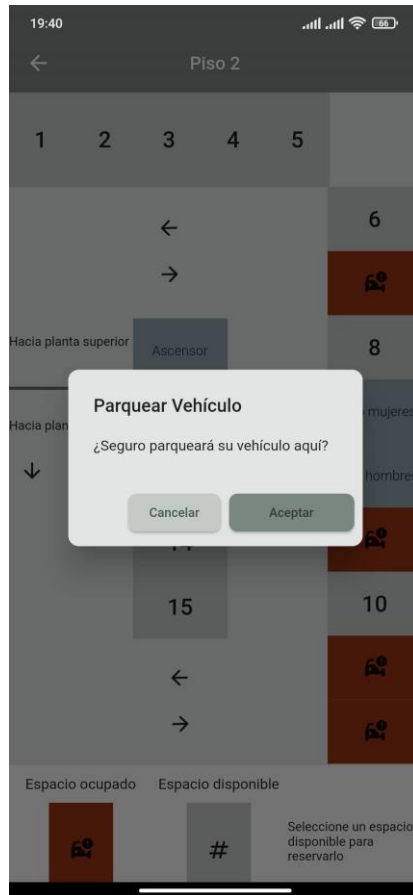 19:40
66
Piso 2
1 2 3 4 5
6
Hacia planta superior
Ascensor
8
Parquear Vehículo
mujeres
Hacia plan
¿Seguro parqueará su vehículo aquí?
hombres
Cancelar
Aceptar
15
10
Espacio ocupado
Espacio disponible
#
Seleccione un espacio
disponible para
reservarlo